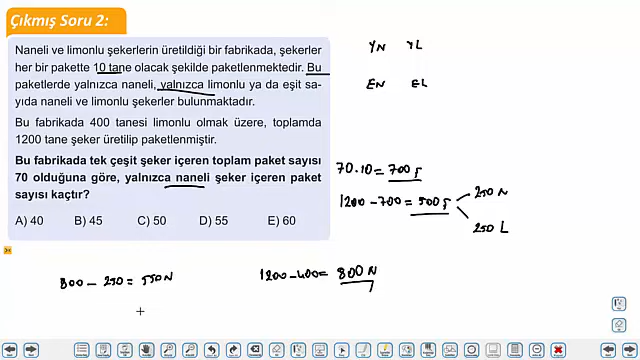 Çıkmış Soru 2:
Naneli ve limonlu şekerlerin üretildiği bir fabrikada, şekerler
her bir pakette 10 tane olacak şekilde paketlenmektedir. Bu
paketlerde yalnızca naneli, yalnızca limonlu ya da eşit sa-
yıda naneli ve limonlu şekerler bulunmaktadır.
Bu fabrikada 400 tanesi limonlu olmak üzere, toplamda
1200 tane şeker üretilip paketlenmiştir.
Bu fabrikada tek çeşit şeker içeren toplam paket sayısı
70 olduğuna göre, yalnızca naneli şeker içeren paket
sayısı kaçtır?
A) 40 B) 45 C) 50 D) 55 E) 60
YN YL
EN EL
70.10 = 700 ş
1200 - 700 = 500 ş
250 N
250 L
800 - 250 = 550N
1200 - 400 = 800 N